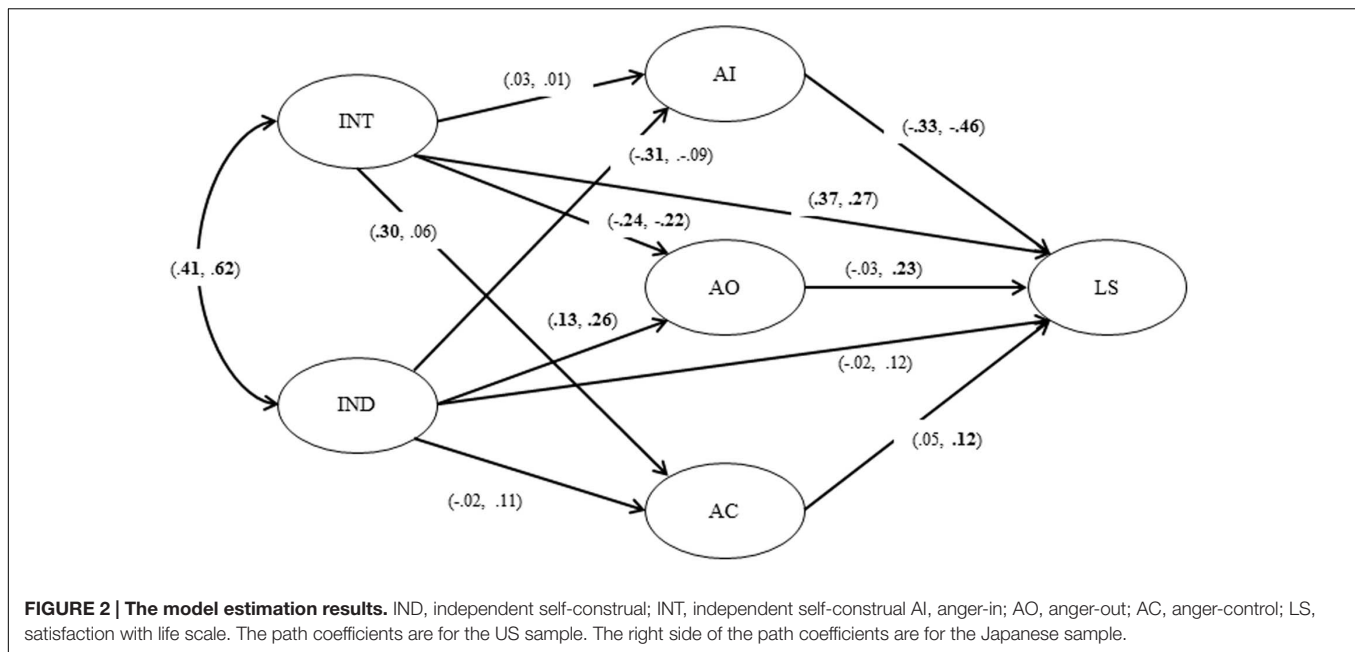 (.03, .01)
AI
INT
(-.33, -.46)
(-.31, .-.09)
(.37, .27)
(-.24, -.22)
(.30, .06)
(.41, .62)
AO
(-.03, .23)
LS
(.13, .26)
(-.02, .12)
IND
(.05, .12)
(-.02, .11)
AC
FIGURE 2 | The model estimation results. IND, independent self-construal; INT, independent self-construal AI, anger-in; AO, anger-out; AC, anger-control; LS,
satisfaction with life scale. The path coefficients are for the US sample. The right side of the path coefficients are for the Japanese sample.